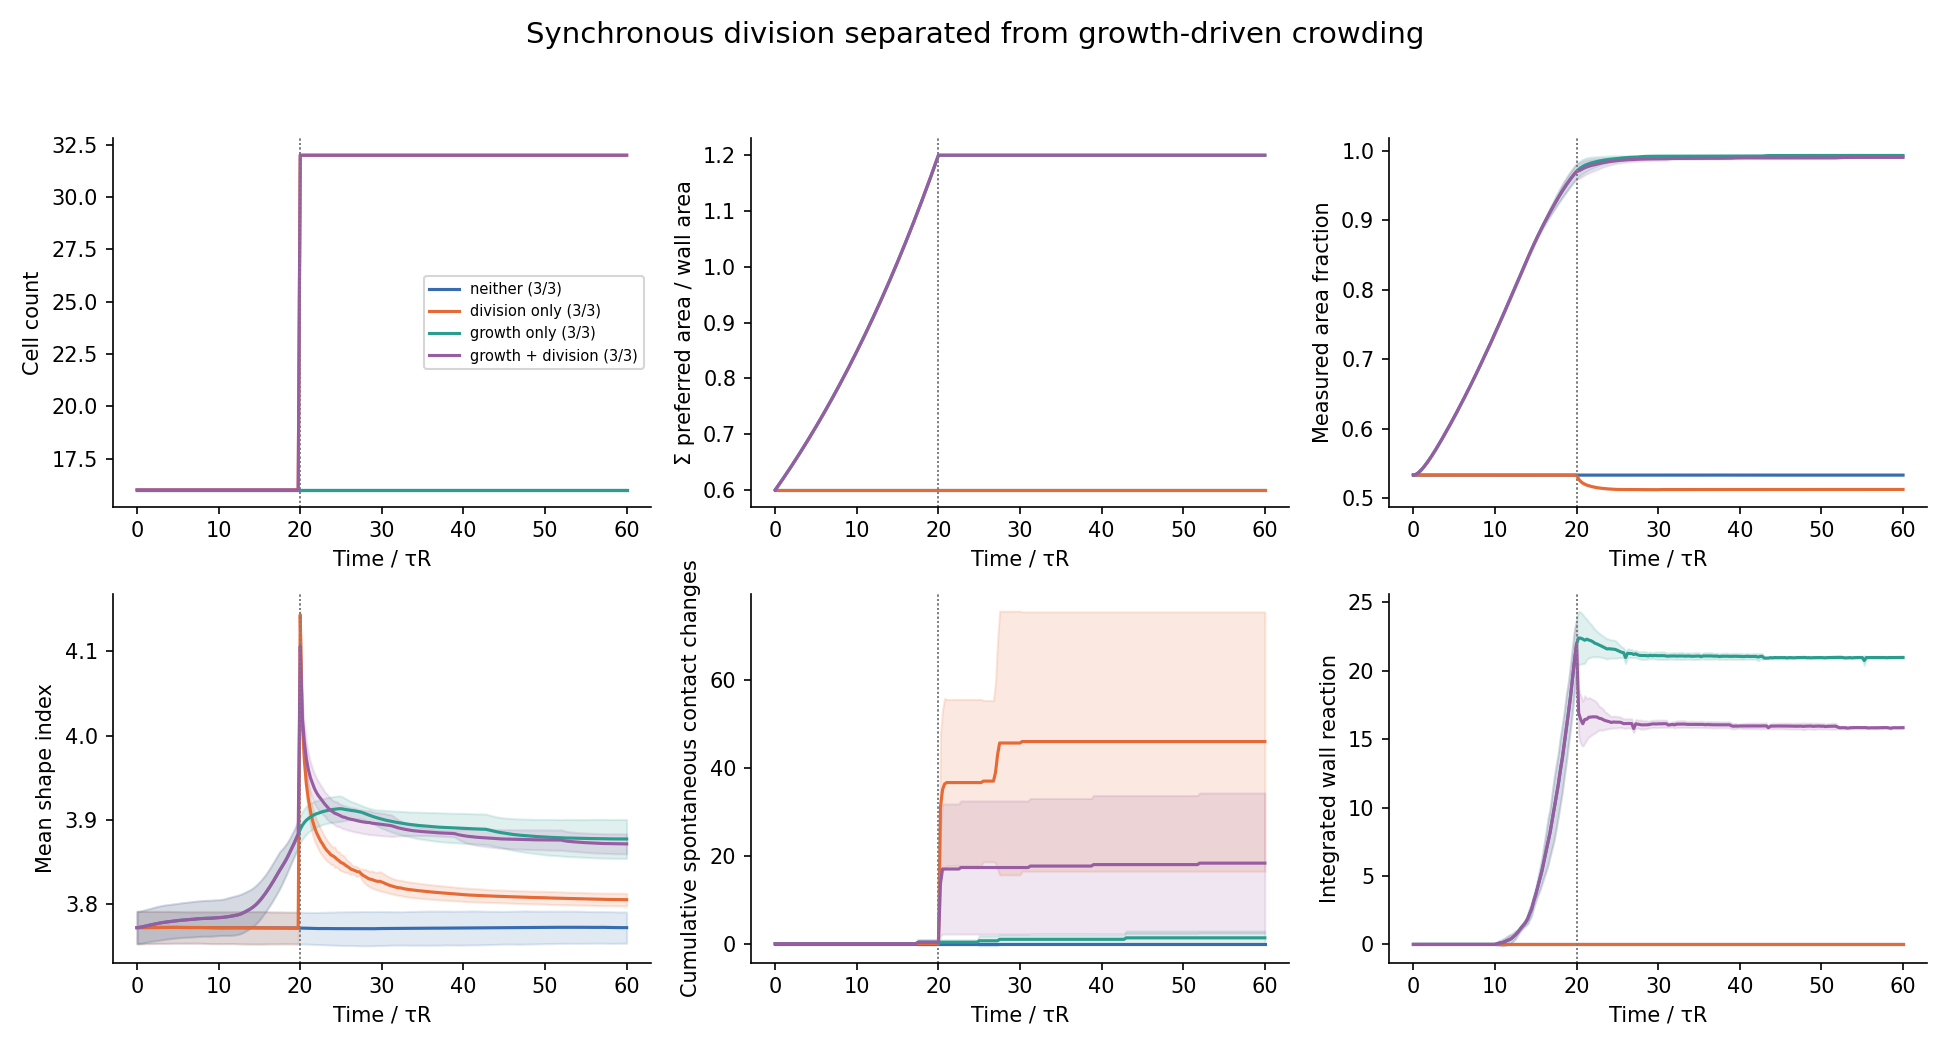 Synchronous division separated from growth-driven crowding
Cell count
32.5
30.0
27.5
25.0
22.5
20.0
17.5
neither (3/3)
division only (3/3)
growth only (3/3)
growth + division (3/3)
0 10 20 30 40 50 60
Time / τR
Σ preferred area / wall area
1.2
1.1
1.0
0.9
0.8
0.7
0.6
0 10 20 30 40 50 60
Time / τR
Measured area fraction
1.0
0.9
0.8
0.7
0.6
0.5
0 10 20 30 40 50 60
Time / τR
Mean shape index
4.1
4.0
3.9
3.8
0 10 20 30 40 50 60
Time / τR
Cumulative spontaneous contact changes
60
40
20
0
0 10 20 30 40 50 60
Time / τR
Integrated wall reaction
25
20
15
10
5
0
0 10 20 30 40 50 60
Time / τR